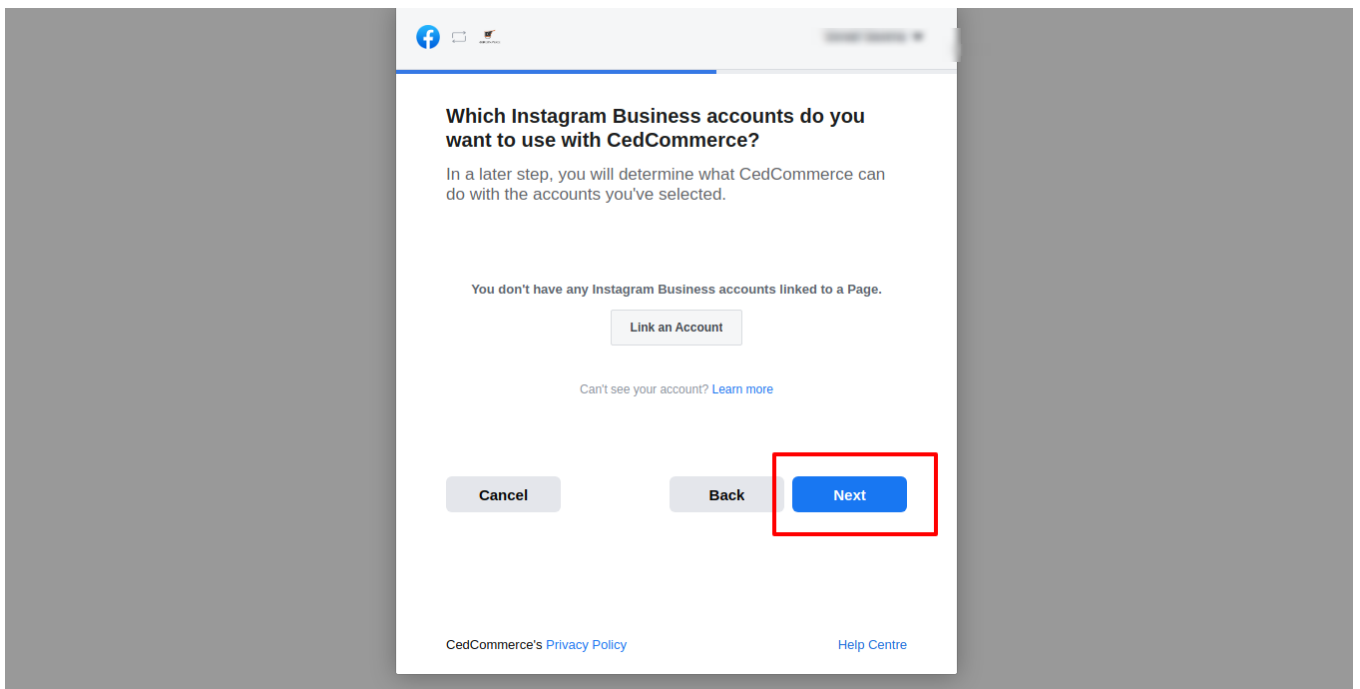 Which Instagram Business accounts do you
want to use with CedCommerce?
In a later step, you will determine what CedCommerce can
do with the accounts you've selected.
You don't have any Instagram Business accounts linked to a Page.
Link an Account
Can't see your account? Learn more
Cancel Back Next
CedCommerce's Privacy Policy Help Centre